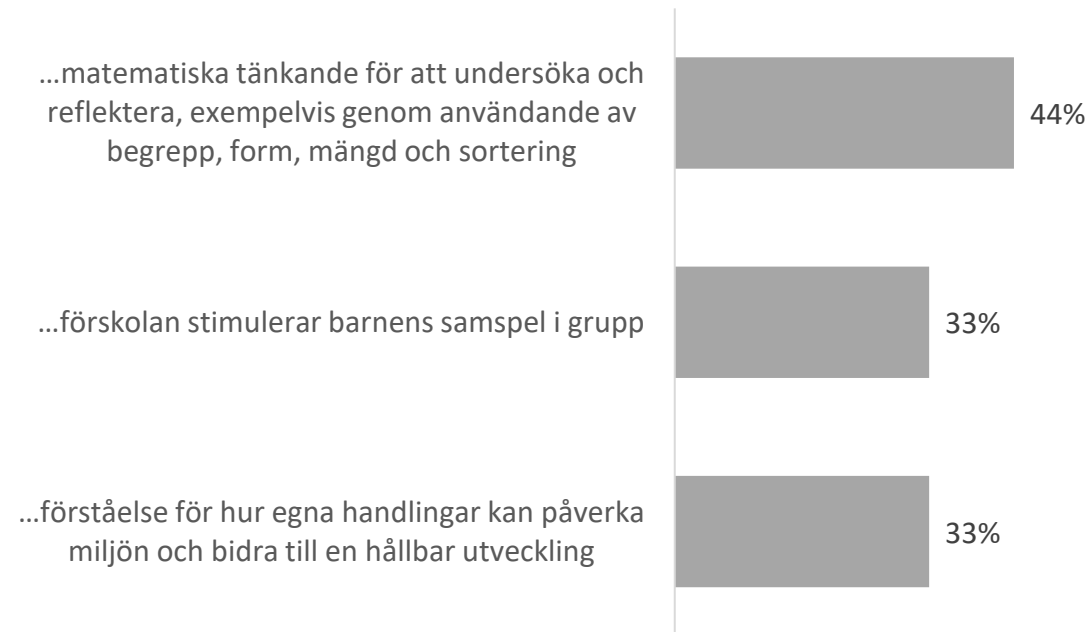 ...matematiska tänkande för att undersöka och
reflektera, exempelvis genom användande av
begrepp, form, mängd och sortering
44%
...förskolan stimulerar barnens samspel i grupp
33%
...förståelse för hur egna handlingar kan påverka
miljön och bidra till en hållbar utveckling
33%